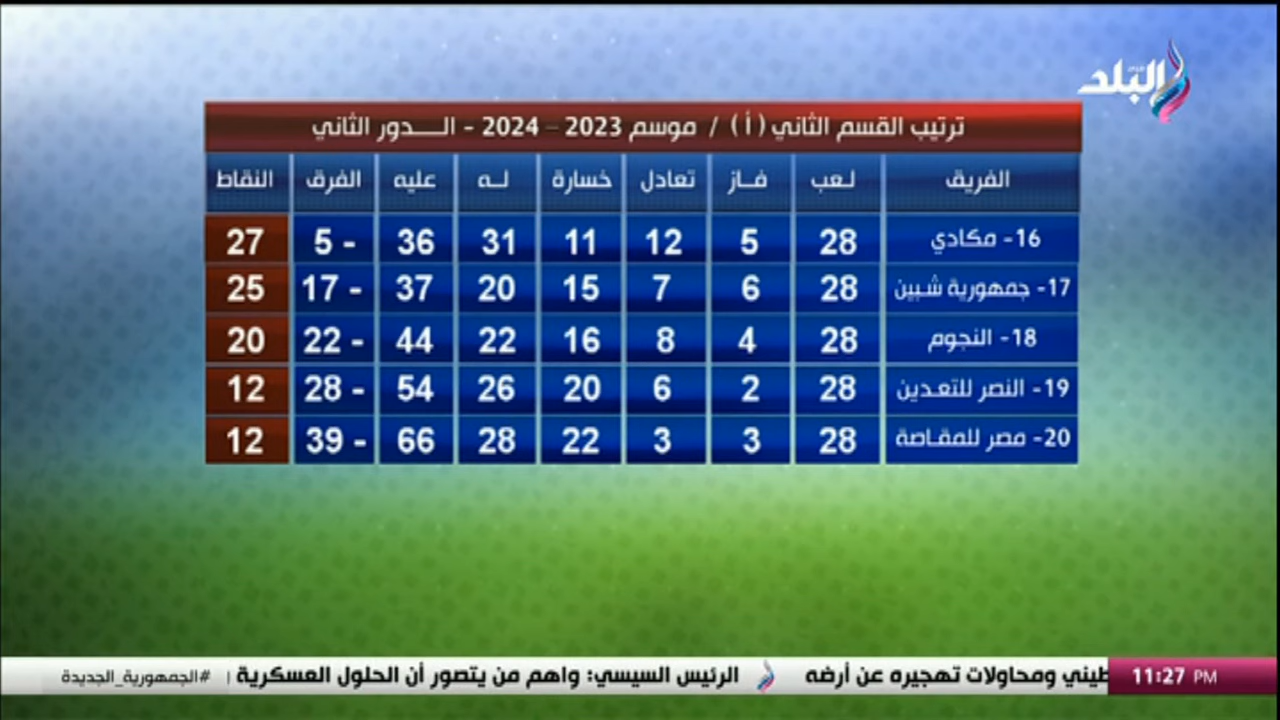 البلد
ترتيب القسم الثاني (أ) / موسم 2023 - 2024 - الـــدور الثاني
الفريق لعب فـاز تعادل خسارة لـه عليه الفرق النقاط
16- مكادي 28 5 12 11 31 36 5 - 27
17- جمهورية شبين 28 6 7 15 20 37 17 - 25
18- النجوم 28 4 8 16 22 44 22 - 20
19- النصر للتعدين 28 2 6 20 26 54 28 - 12
20- مصر للمقاصة 28 3 3 22 28 66 39 - 12
11:27 PM
طيني ومحاولات تهجيره عن أرضه الرئيس السيسي: واهم من يتصور أن الحلول العسكرية #الجمهورية_الجديدة